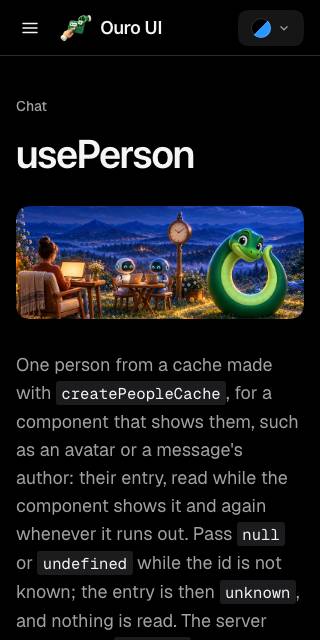 Ouro UI
Chat
usePerson
One person from a cache made
with createPeopleCache, for a
component that shows them, such
as an avatar or a message's
author: their entry, read while the
component shows it and again
whenever it runs out. Pass null
or undefined while the id is not
known; the entry is then unknown,
and nothing is read. The server